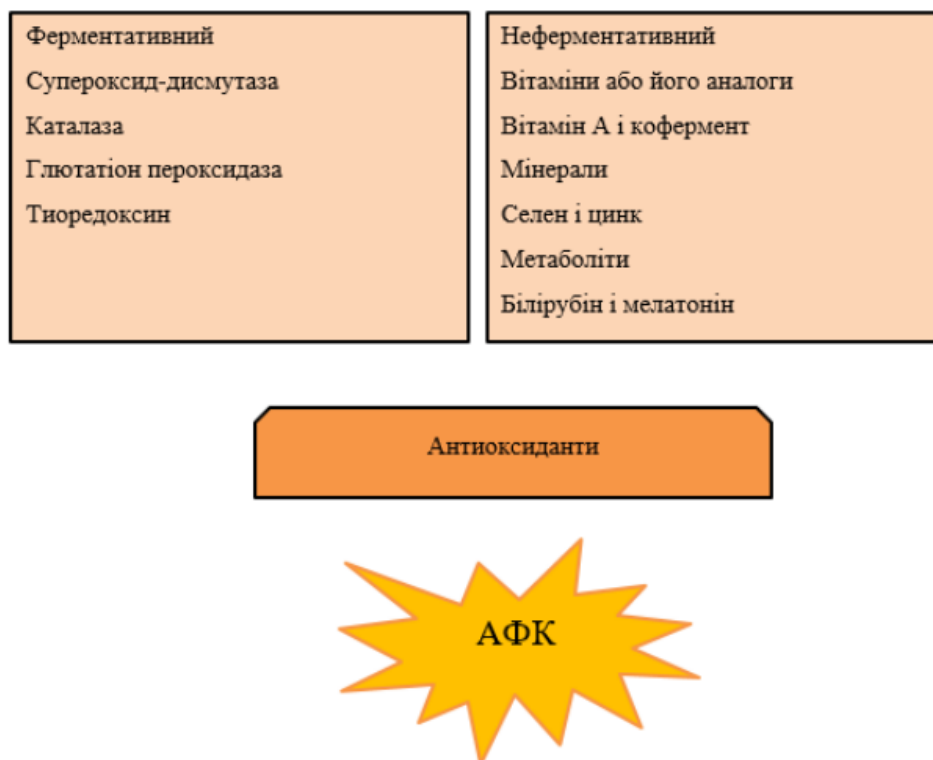 Ферментативний
Супероксид-дисмутаза
Каталаза
Глютатіон пероксидаза
Тиоредоксин
Неферментативний
Вітаміни або його аналоги
Вітамін А і кофермент
Мінерали
Селен і цинк
Метаболіти
Білірубін і мелатонін
Антиоксиданти
АФК